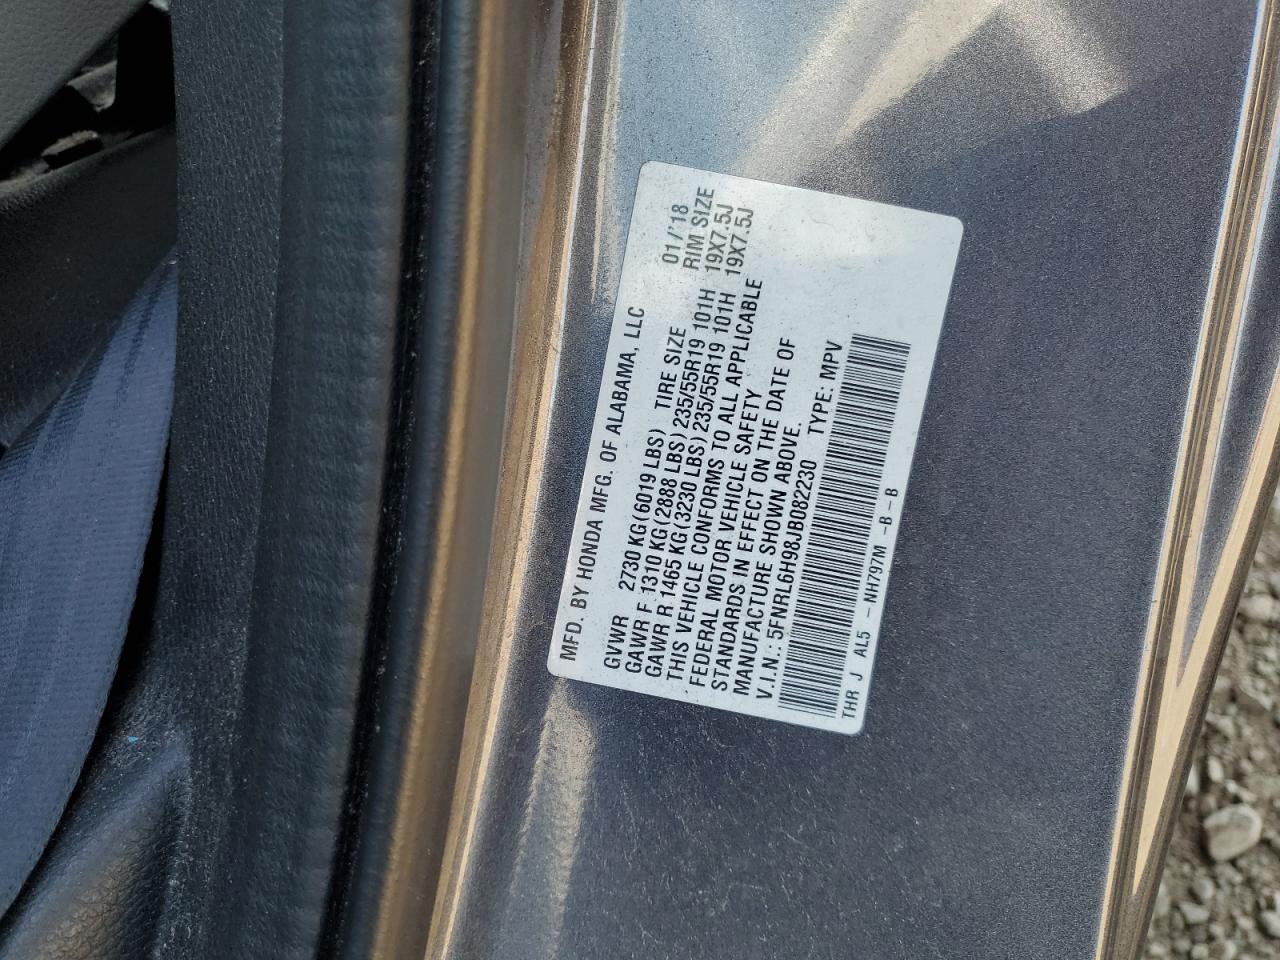 MFD. BY HONDA MFG. OF ALABAMA, LLC
01/'18
GVWR 2730 KG(6019 LBS) TIRE SIZE RIM SIZE
GAWR F 1310 KG(2888 LBS) 235/55R19 101H 19X7.5J
GAWR R 1465 KG(3230 LBS) 235/55R19 101H 19X7.5J
THIS VEHICLE CONFORMS TO ALL APPLICABLE
FEDERAL MOTOR VEHICLE SAFETY
STANDARDS IN EFFECT ON THE DATE OF
MANUFACTURE SHOWN ABOVE.
V.I.N.: 5FNRL6H98JB082230 TYPE: MPV
THR J AL5 -NH797M -B-B